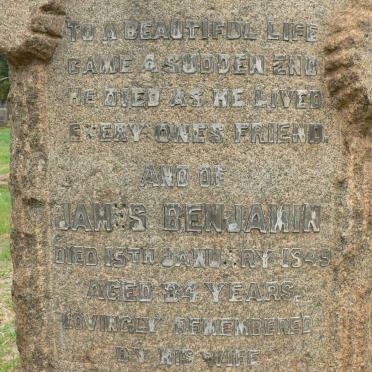 TO A BEAUTIFUL LIFE
CAME A SUDDEN END
HE DIED AS HE LIVED
EVERY ONE'S FRIEND.
AND OF
JAMES BENJAMIN
DIED 15TH JANUARY 1949
AGED 84 YEARS.
LOVINGLY REMEMBERED
BY HIS WIFE